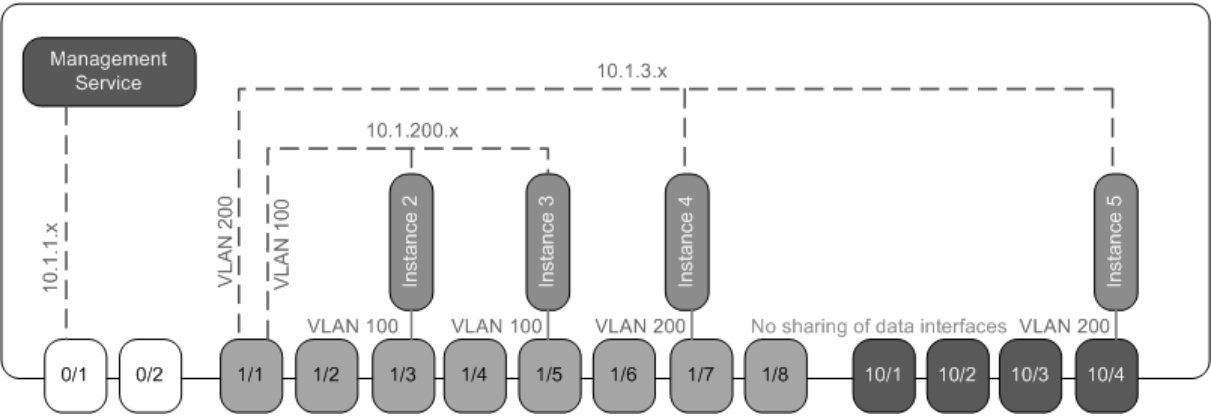 Management
Service
10.1.3.x
10.1.200.x
10.1.1.x
VLAN 200
VLAN 100
Instance 2
Instance 3
Instance 4
Instance 5
VLAN 100
VLAN 100
VLAN 200
No sharing of data interfaces
VLAN 200
0/1
0/2
1/1
1/2
1/3
1/4
1/5
1/6
1/7
1/8
10/1
10/2
10/3
10/4